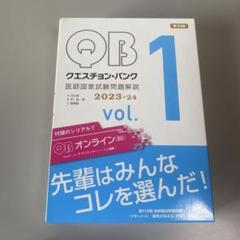 QB
クエスチョン・バンク
医師国家試験問題解説
2023-24
vol. 1
付録のシリアルで
QB オンライン
先輩はみんな
コレを選んだ!